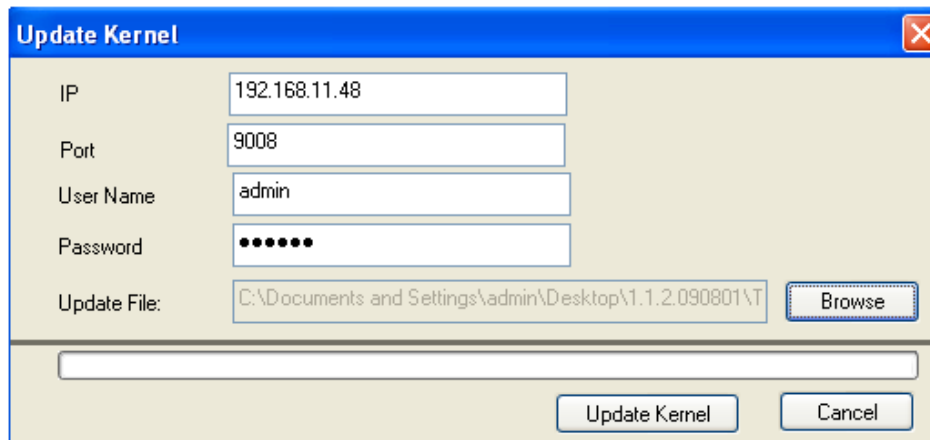 Update Kernel
IP 192.168.11.48
Port 9008
User Name admin
Password ●●●●●●
Update File: C:\Documents and Settings\admin\Desktop\1.1.2.090801\T Browse
Update Kernel Cancel